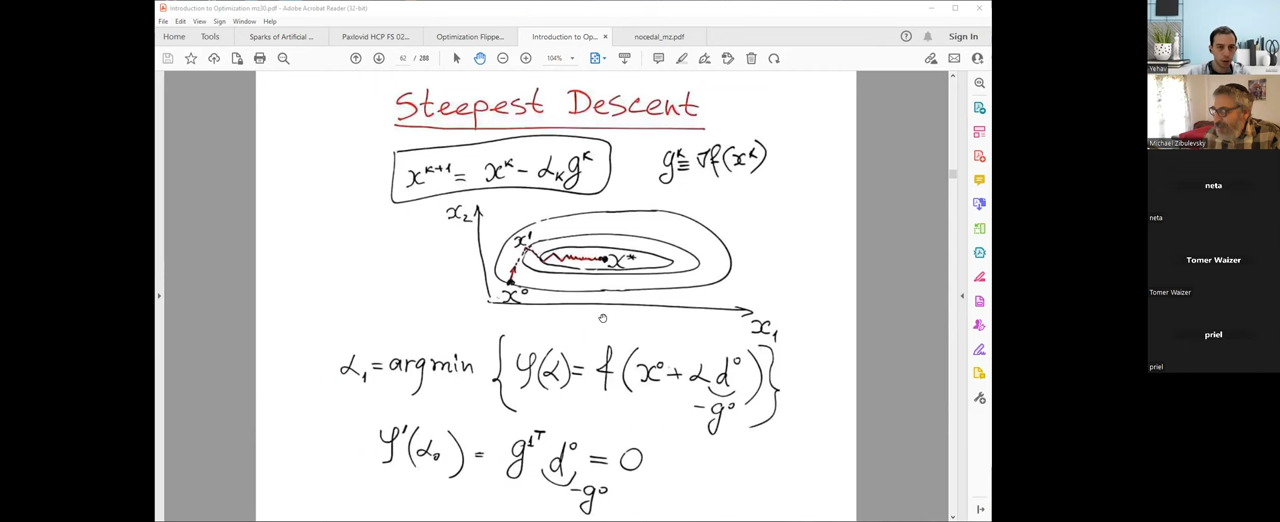 Introduction to Optimization mz30.pdf - Adobe Acrobat Reader (32-bit)
File Edit View Sign Window Help
Home Tools Sparks of Artificial ... Paxlovid HCP FS 02... Optimization Flippe... Introduction to Op... × nocedal_mz.pdf Sign In
62 / 288 104%
Steepest Descent
x^{k+1} = x^k - α_k g^k   g^k ≡ ∇f(x^k)
x_2
x^1
x^*
x^0
x_1
α_1 = argmin { φ(α) = f(x^0 + α d^0) }
-g^0
φ'(α_0) = g^{1T} d^0 = 0
-g^0
Yehav
Michael Zibulevsky
neta
neta
Tomer Waizer
Tomer Waizer
priel
priel